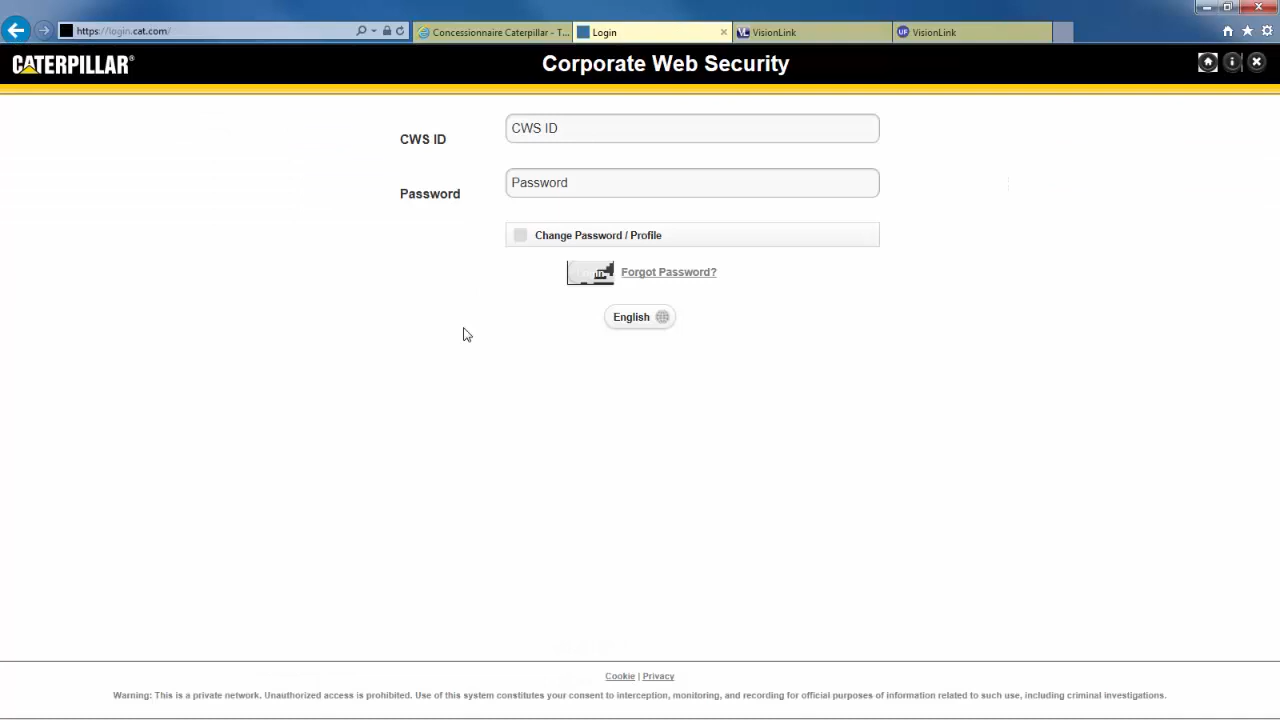 https://login.cat.com/
Concessionnaire Caterpillar - T...
Login
VisionLink
VisionLink
CATERPILLAR®
Corporate Web Security
CWS ID
CWS ID
Password
Password
Change Password / Profile
Forgot Password?
English
Cookie | Privacy
Warning: This is a private network. Unauthorized access is prohibited. Use of this system constitutes your consent to interception, monitoring, and recording for official purposes of information related to such use, including criminal investigations.